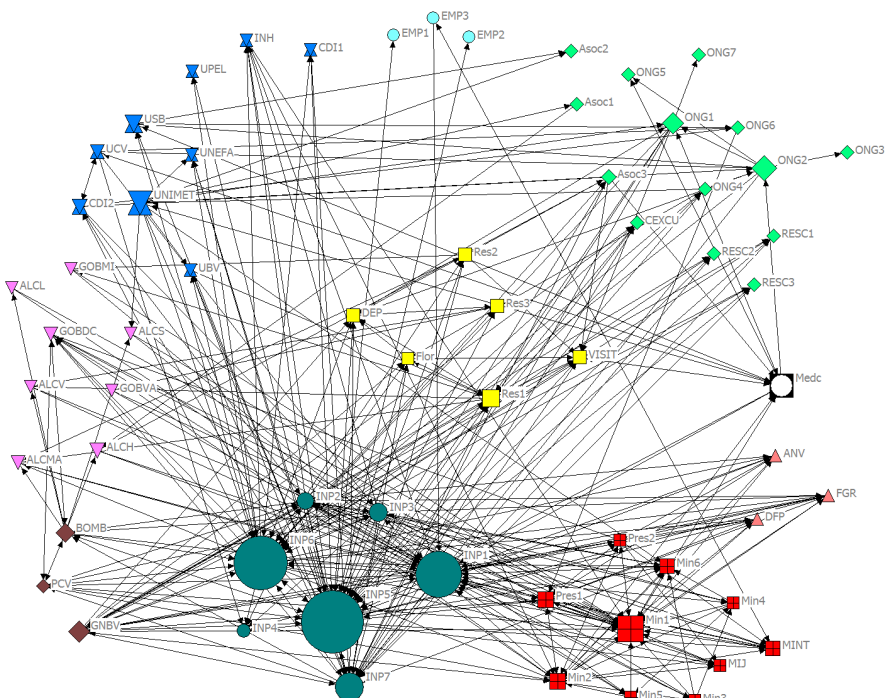 EMP3
EMP1
EMP2
INH
CDI1
Asoc2
ONG7
UPEL
ONG5
Asoc1
USB
ONG1
ONG6
UCV
UNEFA
ONG2
ONG3
Asoc3
ONG4
UNIMET
CDI2
CEXCU
RESC1
Res2
RESC2
GOBMI
UBV
RESC3
ALCL
Res3
DEP
GOBDC
ALCS
Flor
VISIT
ALCV
GOBVA
Medc
Res1
ALCH
ANV
ALCMA
FGR
INP2
INP3
DFP
BOMB
INP6
Pres2
INP1
Min6
PCV
INP5
Pres1
Min4
Min1
GNBV
INP4
MINT
MIJ
INP7
Min2
Min5
Min3